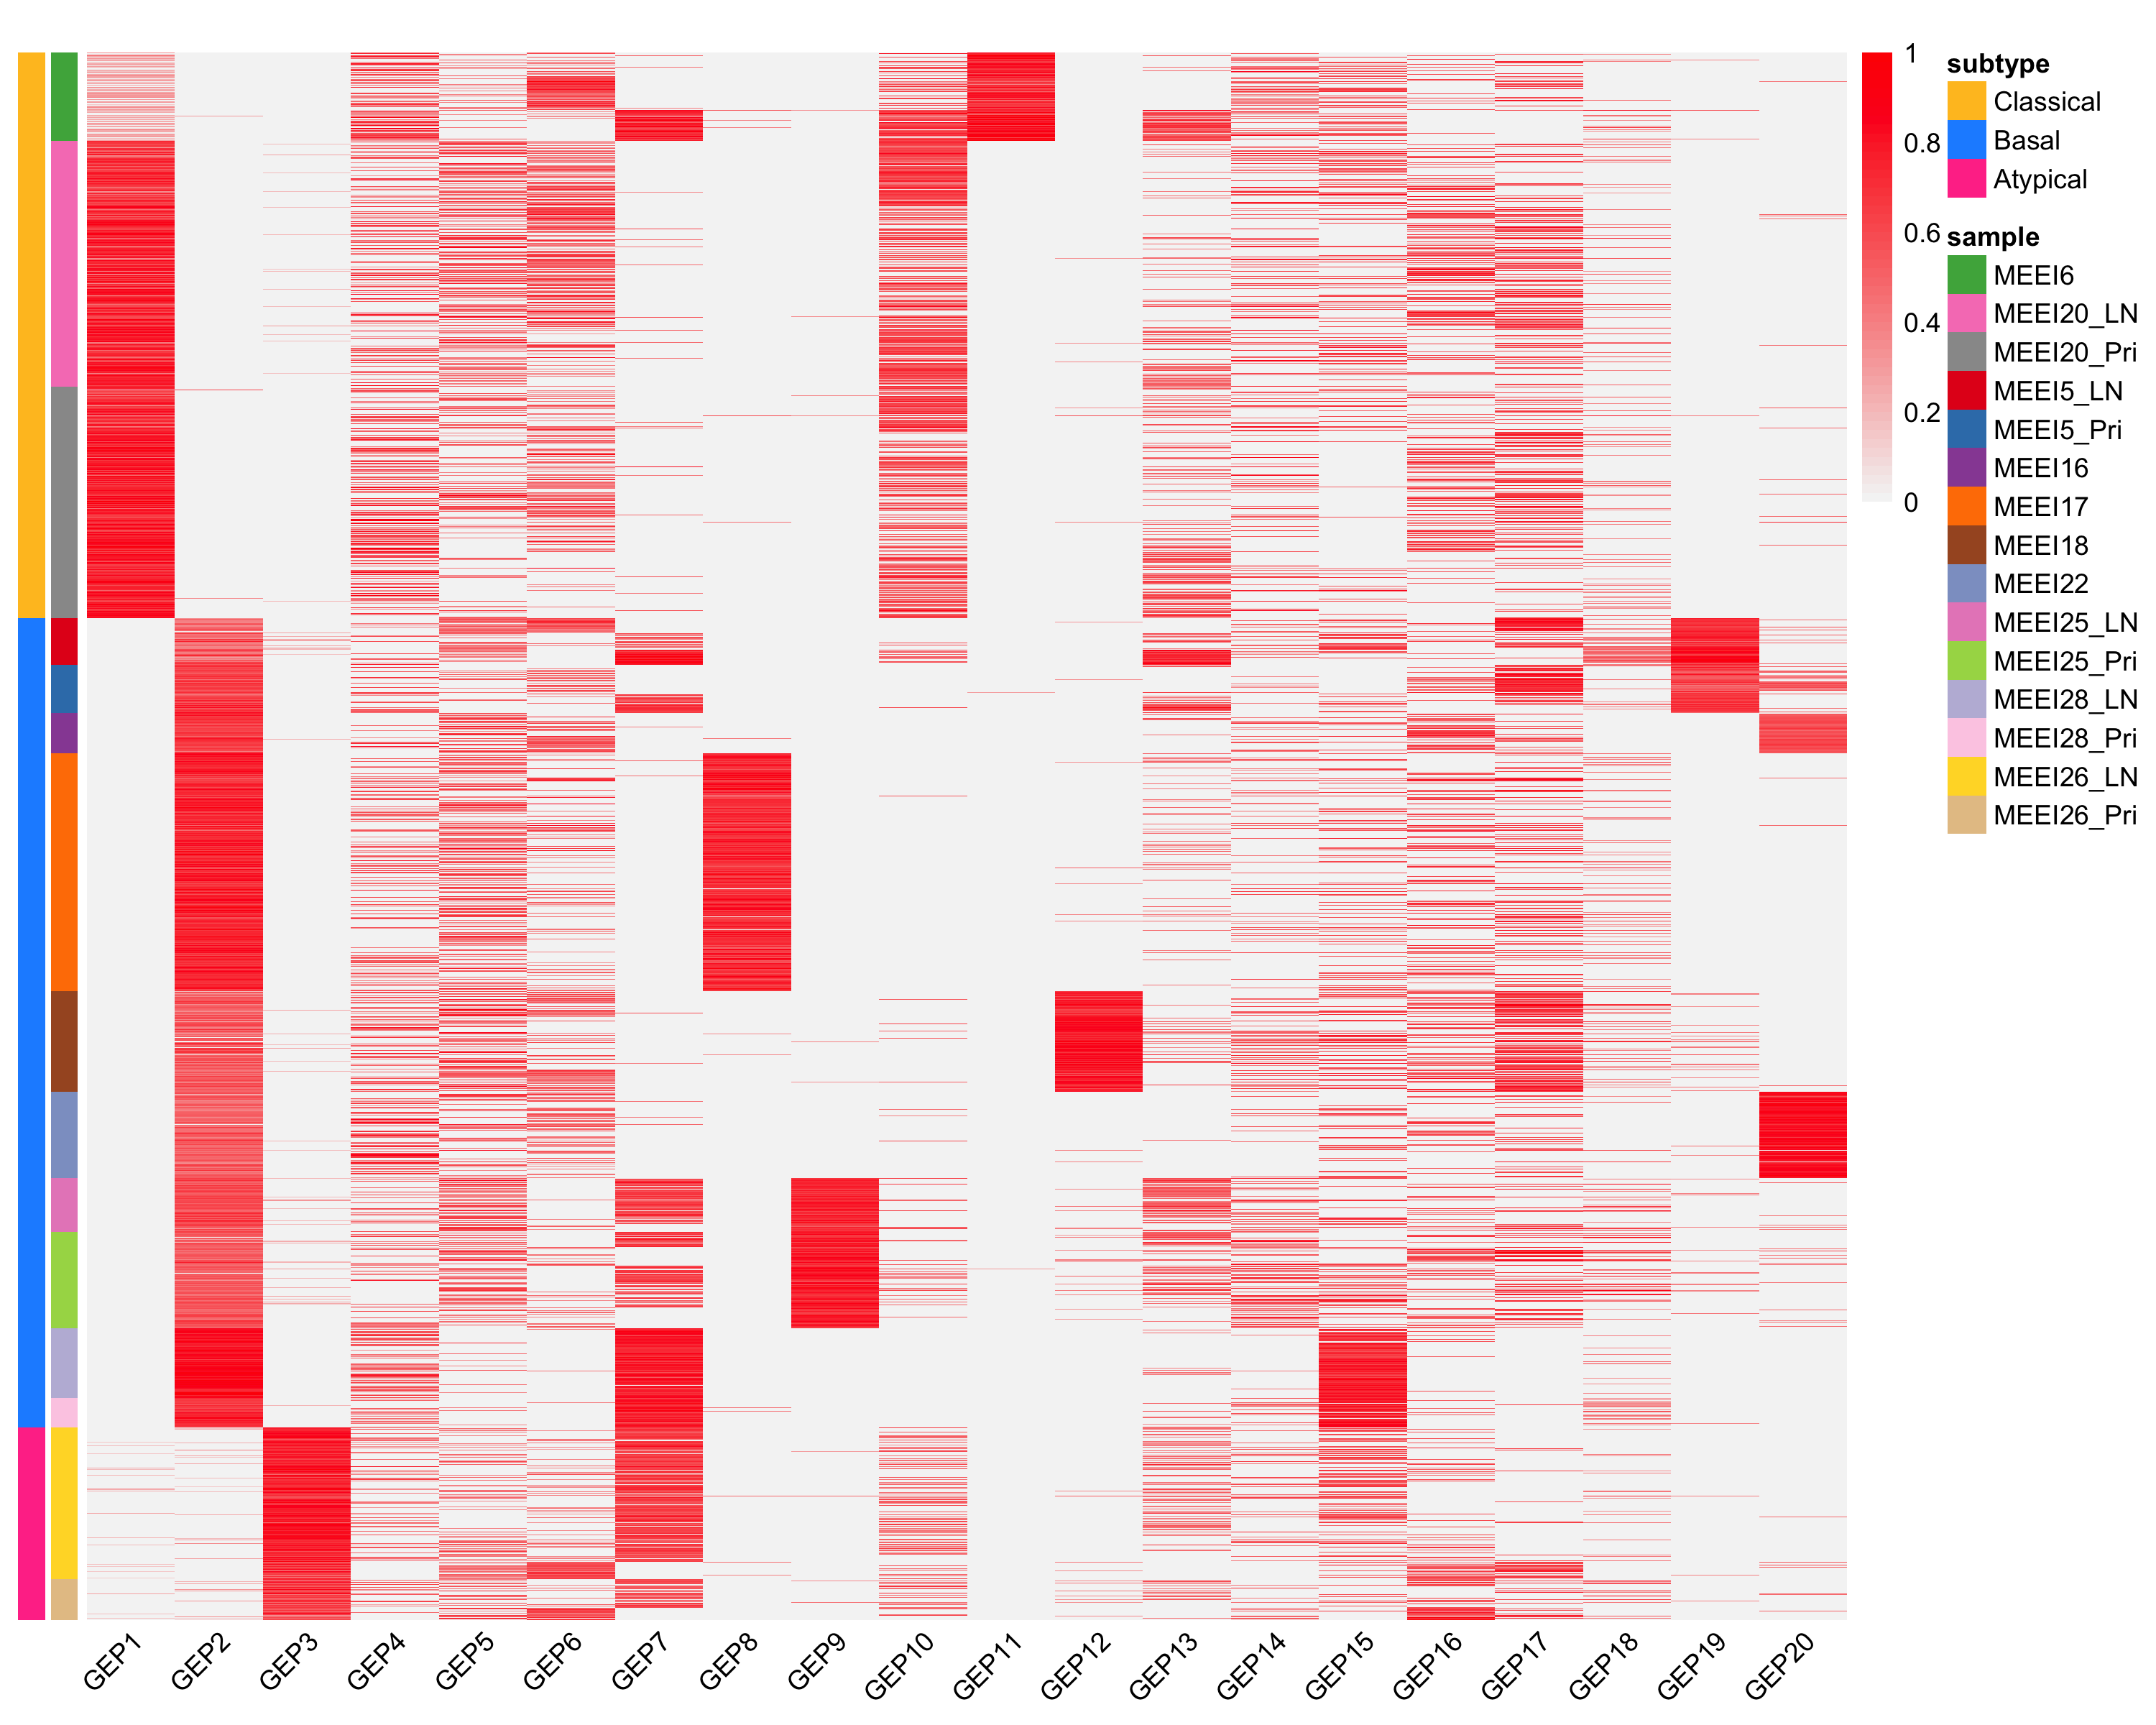 1
0.8
0.6
0.4
0.2
0
subtype
Classical
Basal
Atypical
sample
MEEI6
MEEI20_LN
MEEI20_Pri
MEEI5_LN
MEEI5_Pri
MEEI16
MEEI17
MEEI18
MEEI22
MEEI25_LN
MEEI25_Pri
MEEI28_LN
MEEI28_Pri
MEEI26_LN
MEEI26_Pri
GEP1 GEP2 GEP3 GEP4 GEP5 GEP6 GEP7 GEP8 GEP9 GEP10 GEP11 GEP12 GEP13 GEP14 GEP15 GEP16 GEP17 GEP18 GEP19 GEP20